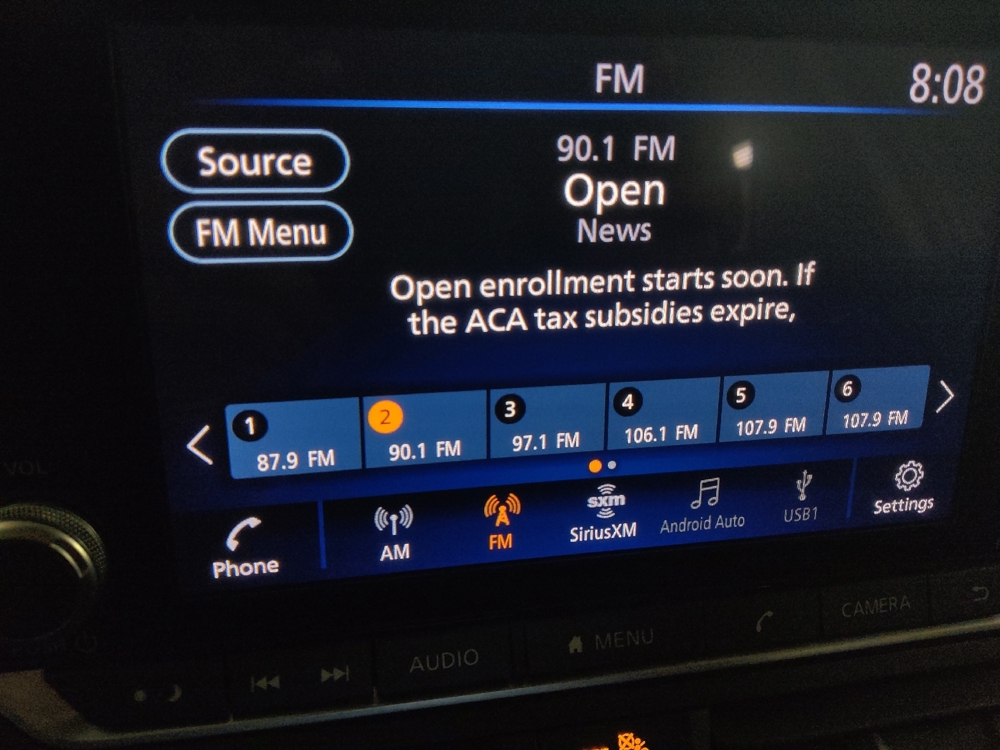 FM
8:08
Source
FM Menu
90.1 FM
Open
News
Open enrollment starts soon. If
the ACA tax subsidies expire,
1
87.9 FM
2
90.1 FM
3
97.1 FM
4
106.1 FM
5
107.9 FM
6
107.9 FM
Phone
AM
FM
sxm
SiriusXM
Android Auto
USB1
Settings
VOL
AUDIO
MENU
CAMERA